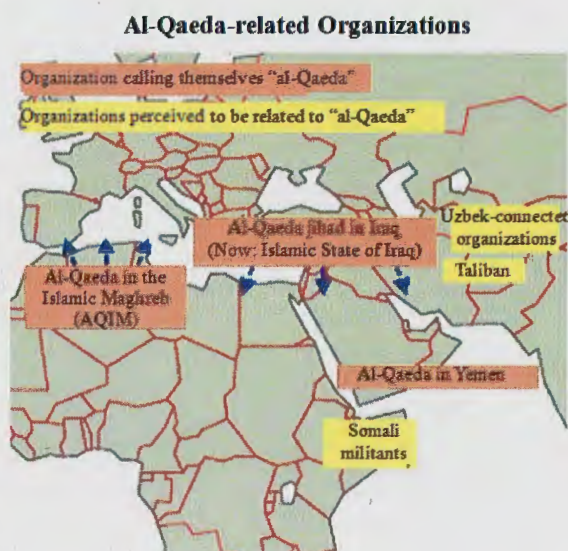 Al-Qaeda-related Organizations
Organization calling themselves “al-Qaeda”
Organizations perceived to be related to “al-Qaeda”
Al-Qaeda jihad in Iraq
(Now; Islamic State of Iraq)
Uzbek-connected
organizations
Taliban
Al-Qaeda in the
Islamic Maghreb
(AQIM)
Al-Qaeda in Yemen
Somali
militants